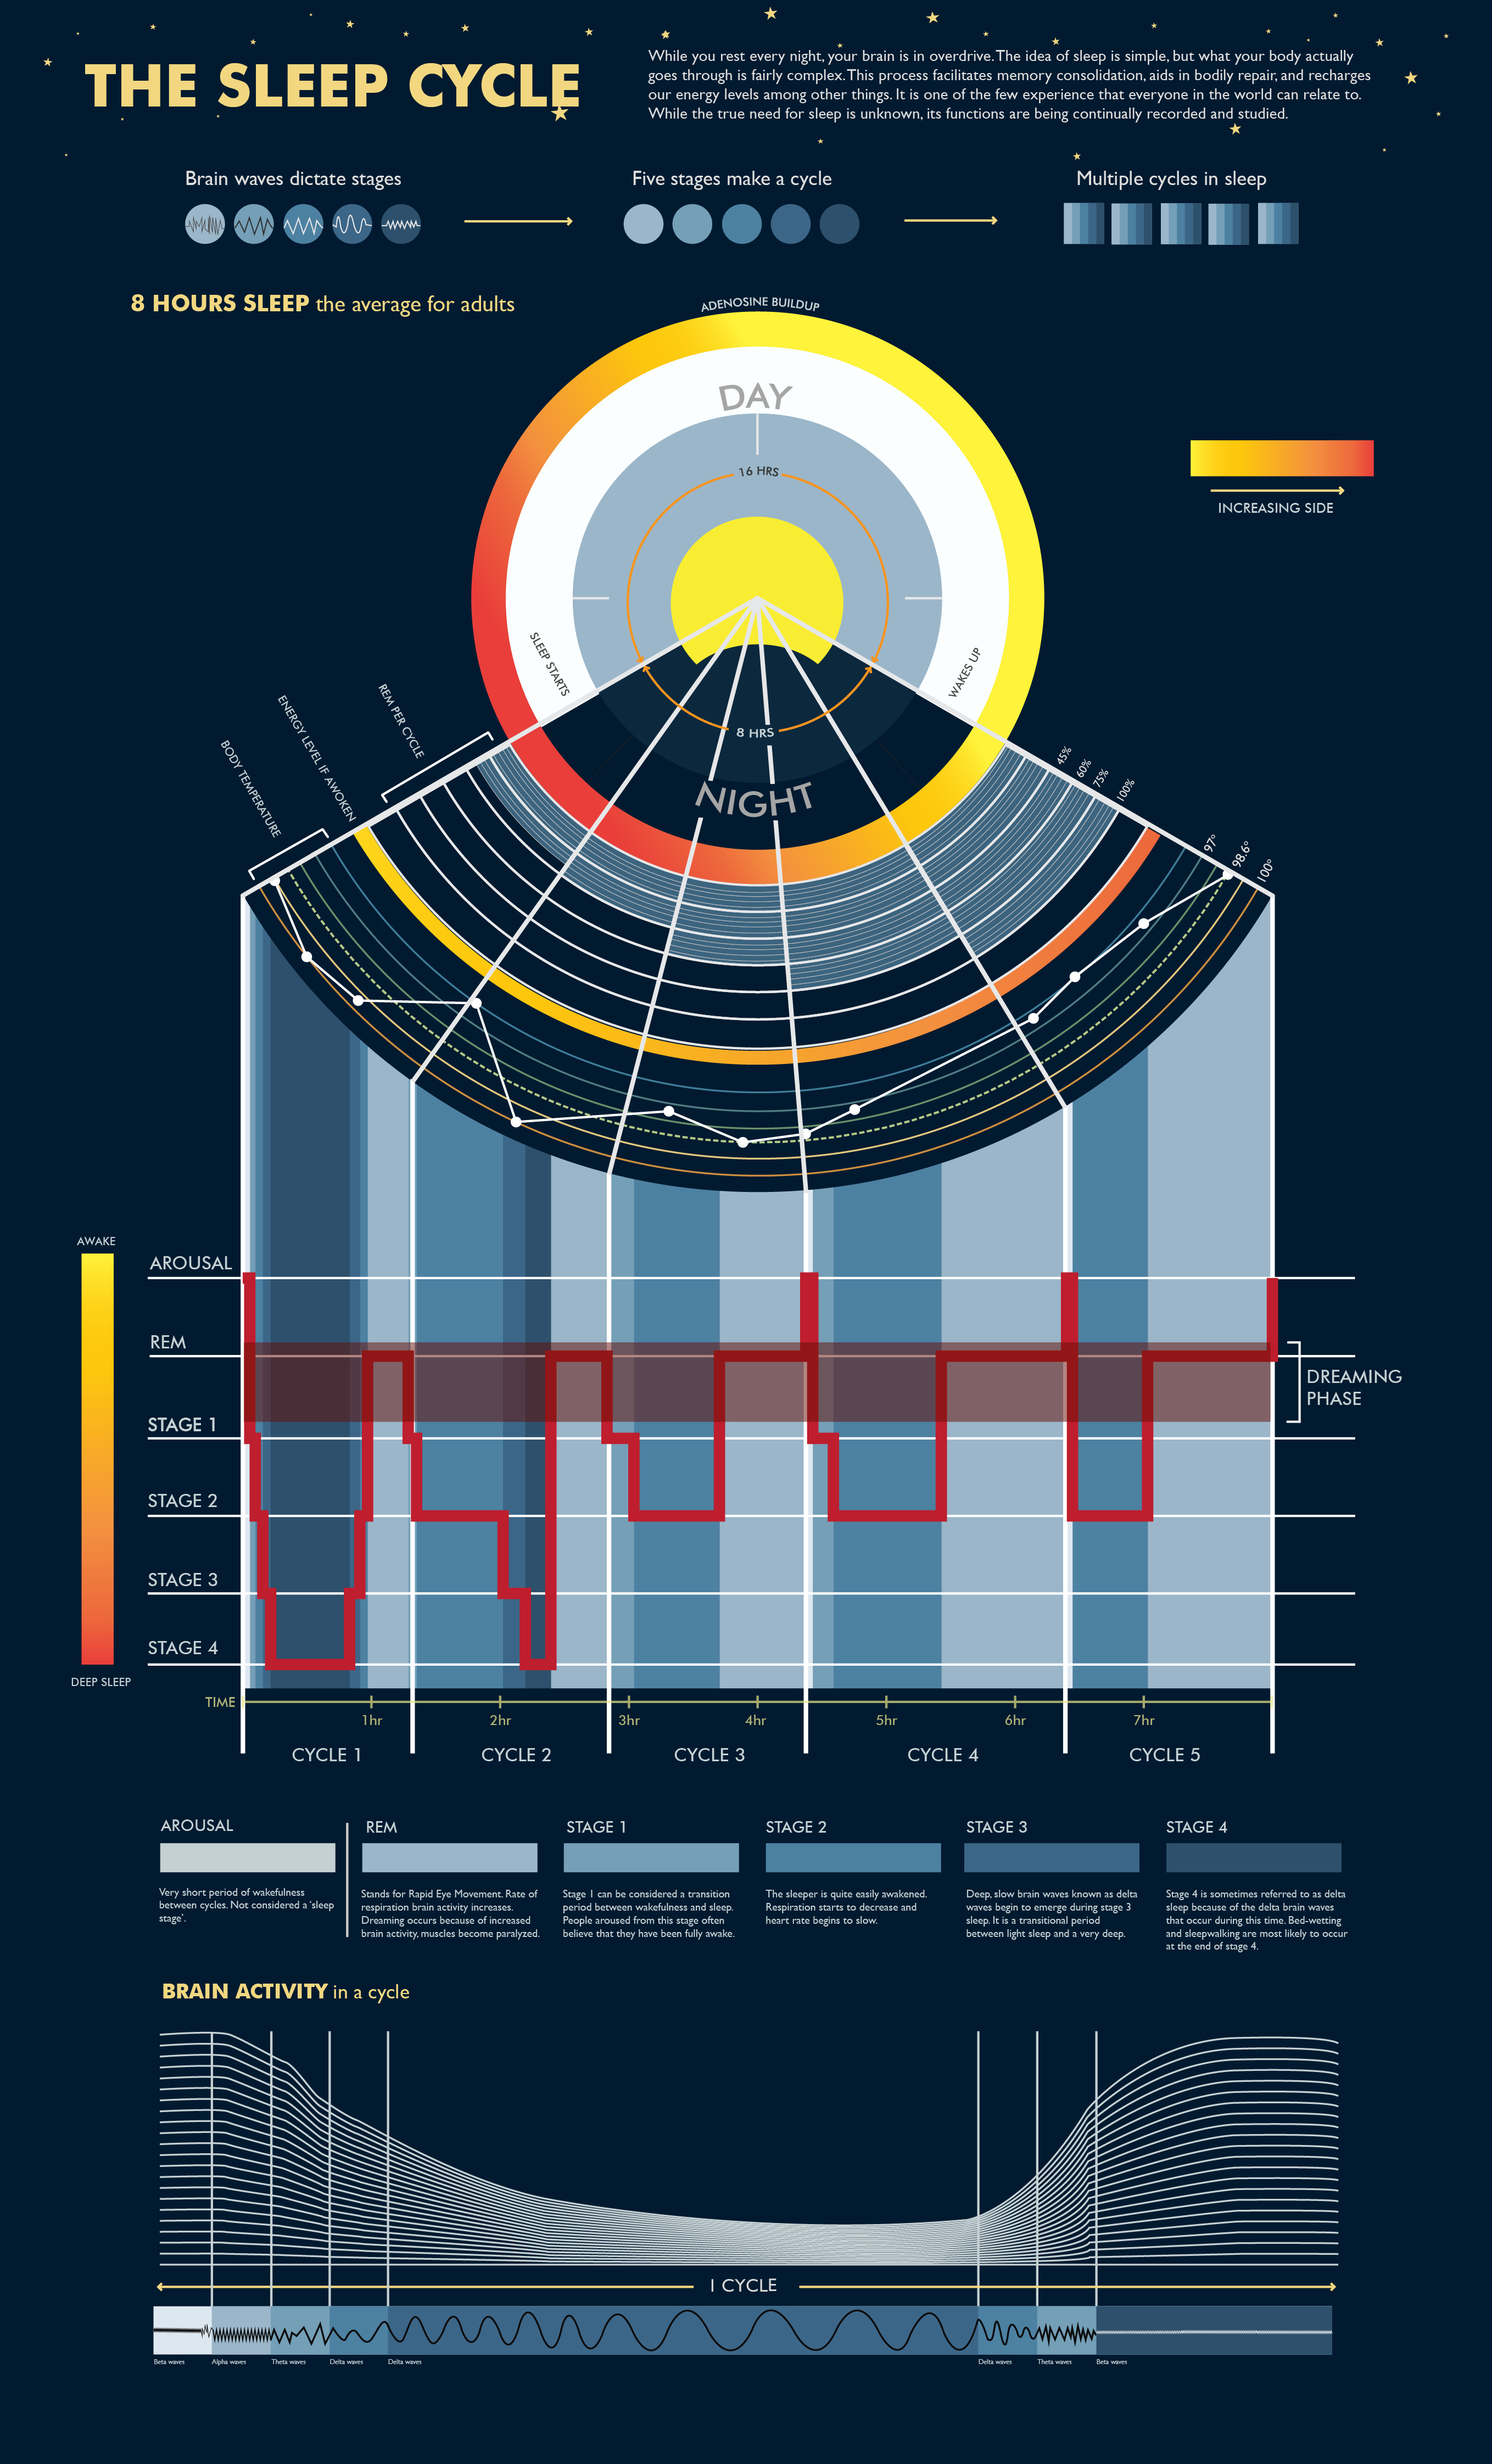 THE SLEEP CYCLE
While you rest every night, your brain is in overdrive. The idea of sleep is simple, but what your body actually
goes through is fairly complex. This process facilitates memory consolidation, aids in bodily repair, and recharges
our energy levels among other things. It is one of the few experience that everyone in the world can relate to.
While the true need for sleep is unknown, its functions are being continually recorded and studied.
Brain waves dictate stages
Five stages make a cycle
Multiple cycles in sleep
8 HOURS SLEEP the average for adults
ADENOSINE BUILDUP
DAY
16 HRS
INCREASING SIDE
SLEEP STARTS
WAKES UP
8 HRS
NIGHT
REM PER CYCLE
ENERGY LEVEL IF AWOKEN
BODY TEMPERATURE
45%
60%
75%
100%
97°
98.6°
100°
AWAKE
DEEP SLEEP
AROUSAL
REM
STAGE 1
STAGE 2
STAGE 3
STAGE 4
DREAMING
PHASE
TIME
1hr
2hr
3hr
4hr
5hr
6hr
7hr
CYCLE 1
CYCLE 2
CYCLE 3
CYCLE 4
CYCLE 5
AROUSAL
Very short period of wakefulness
between cycles. Not considered a 'sleep
stage'.
REM
Stands for Rapid Eye Movement. Rate of
respiration brain activity increases.
Dreaming occurs because of increased
brain activity, muscles become paralyzed.
STAGE 1
Stage 1 can be considered a transition
period between wakefulness and sleep.
People aroused from this stage often
believe that they have been fully awake.
STAGE 2
The sleeper is quite easily awakened.
Respiration starts to decrease and
heart rate begins to slow.
STAGE 3
Deep, slow brain waves known as delta
waves begin to emerge during stage 3
sleep. It is a transitional period
between light sleep and a very deep.
STAGE 4
Stage 4 is sometimes referred to as delta
sleep because of the delta brain waves
that occur during this time. Bed-wetting
and sleepwalking are most likely to occur
at the end of stage 4.
BRAIN ACTIVITY in a cycle
1 CYCLE
Beta waves
Alpha waves
Theta waves
Delta waves
Delta waves
Delta waves
Theta waves
Beta waves